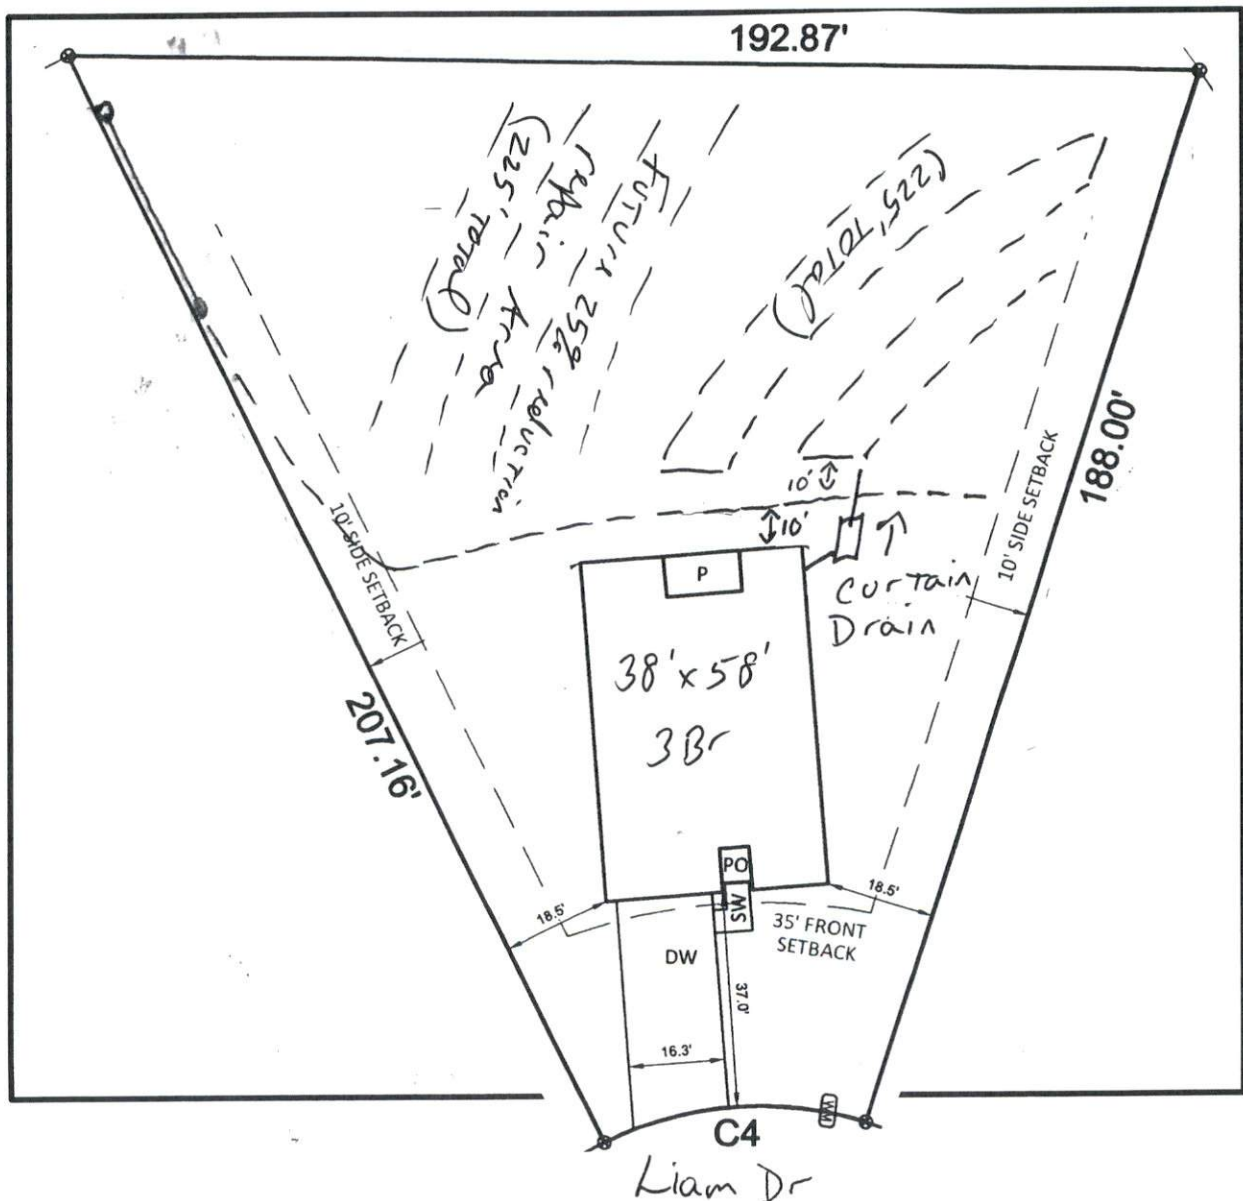 192.87'
(225' TOTAL)
repair Area
FUTURE 25% reduction
(225' TOTAL)
188.00'
10' SIDE SETBACK
10' SIDE SETBACK
10'
10'
P
Curtain
Drain
38' x 58'
3 Br
207.16'
PO
SW
18.5'
18.5'
35' FRONT
SETBACK
DW
37.0'
16.3'
WM
C4
Liam Dr